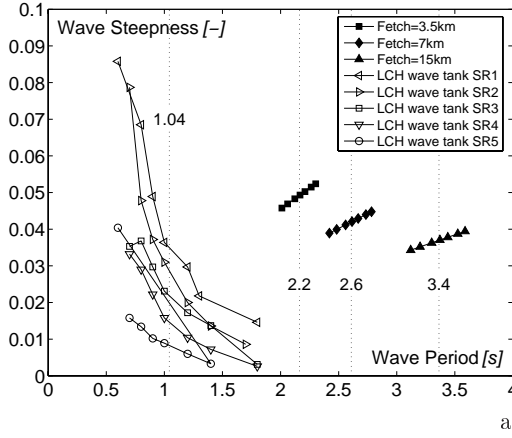 0.1
Wave Steepness [–]
Fetch=3.5km
Fetch=7km
Fetch=15km
LCH wave tank SR1
LCH wave tank SR2
LCH wave tank SR3
LCH wave tank SR4
LCH wave tank SR5
0.09
0.08
0.07
1.04
0.06
0.05
0.04
0.03
2.2
2.6
3.4
0.02
0.01
Wave Period [s]
0
0
0.5
1
1.5
2
2.5
3
3.5
4
a